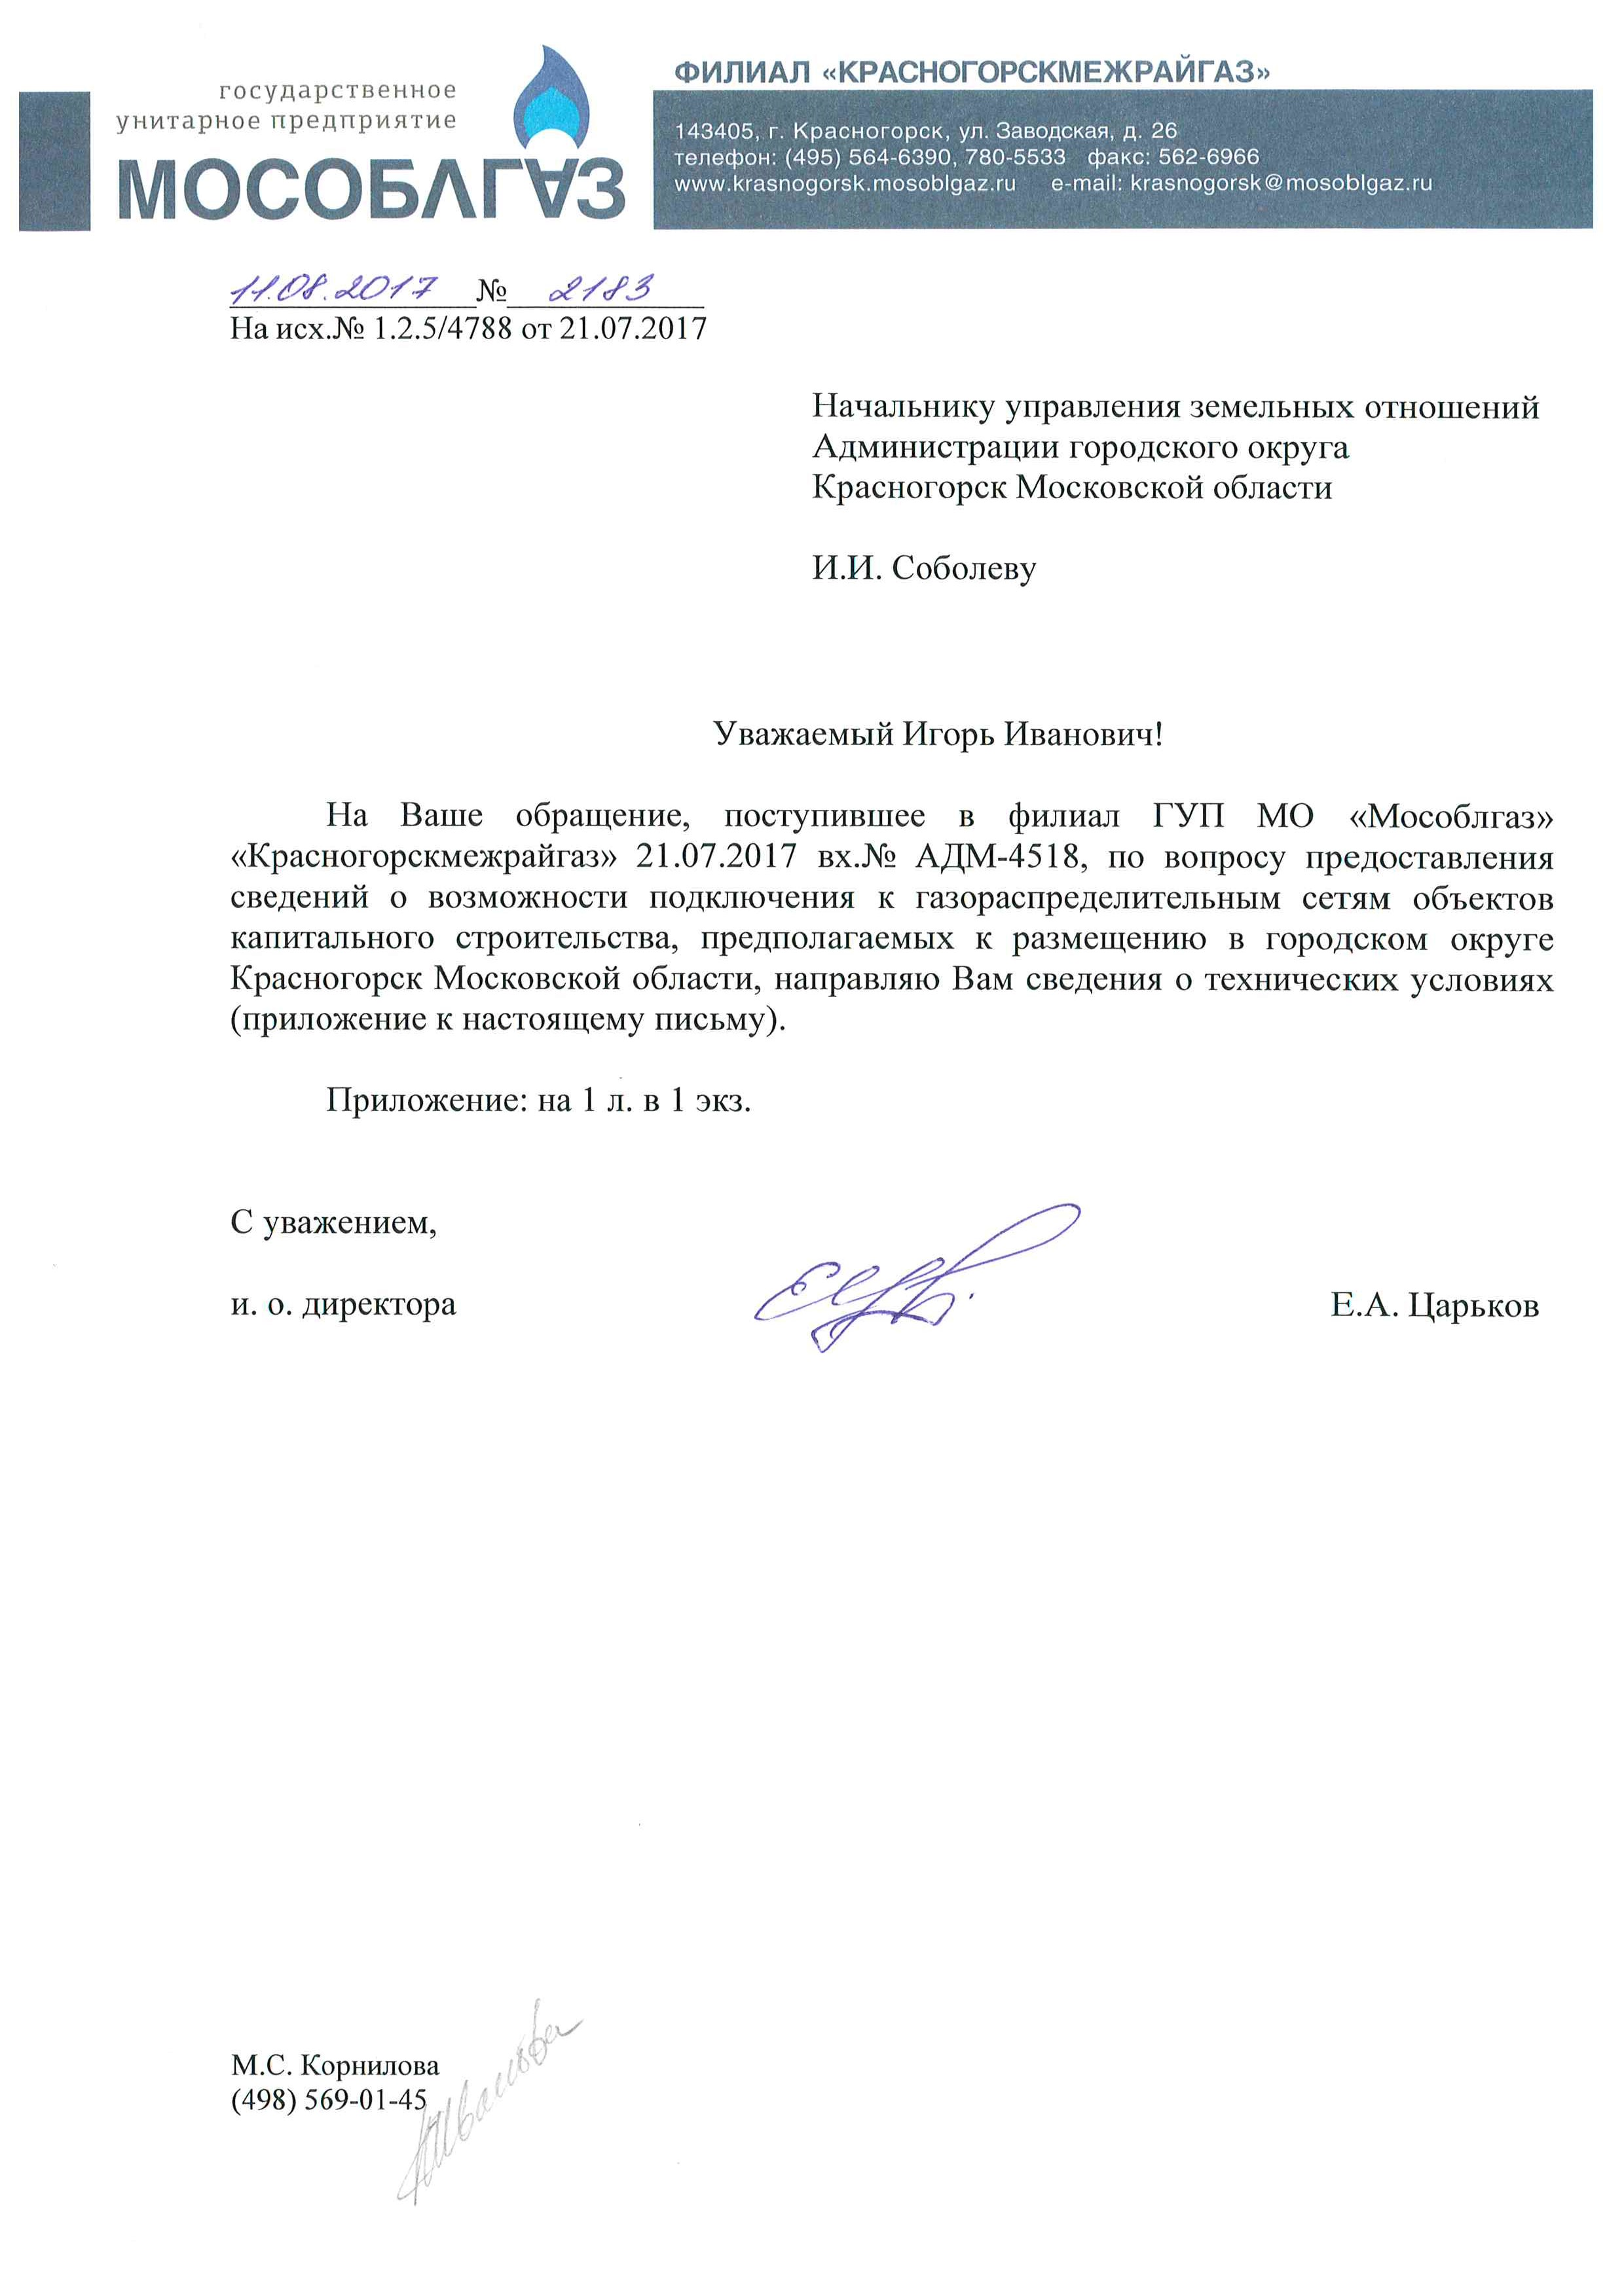 государственное
унитарное предприятие
МОСОБЛГАЗ
ФИЛИАЛ «КРАСНОГОРСКМЕЖРАЙГАЗ»
143405, г. Красногорск, ул. Заводская, д. 26
телефон: (495) 564-6390, 780-5533 факс: 562-6966
www.krasnogorsk.mosoblgaz.ru e-mail: krasnogorsk@mosoblgaz.ru
11.08.2017 № 2183
На исх.№ 1.2.5/4788 от 21.07.2017
Начальнику управления земельных отношений
Администрации городского округа
Красногорск Московской области
И.И. Соболеву
Уважаемый Игорь Иванович!
На Ваше обращение, поступившее в филиал ГУП МО «Мособлгаз»
«Красногорскмежрайгаз» 21.07.2017 вх.№ АДМ-4518, по вопросу предоставления
сведений о возможности подключения к газораспределительным сетям объектов
капитального строительства, предполагаемых к размещению в городском округе
Красногорск Московской области, направляю Вам сведения о технических условиях
(приложение к настоящему письму).
Приложение: на 1 л. в 1 экз.
С уважением,
и. о. директора Е.А. Царьков
М.С. Корнилова
(498) 569-01-45